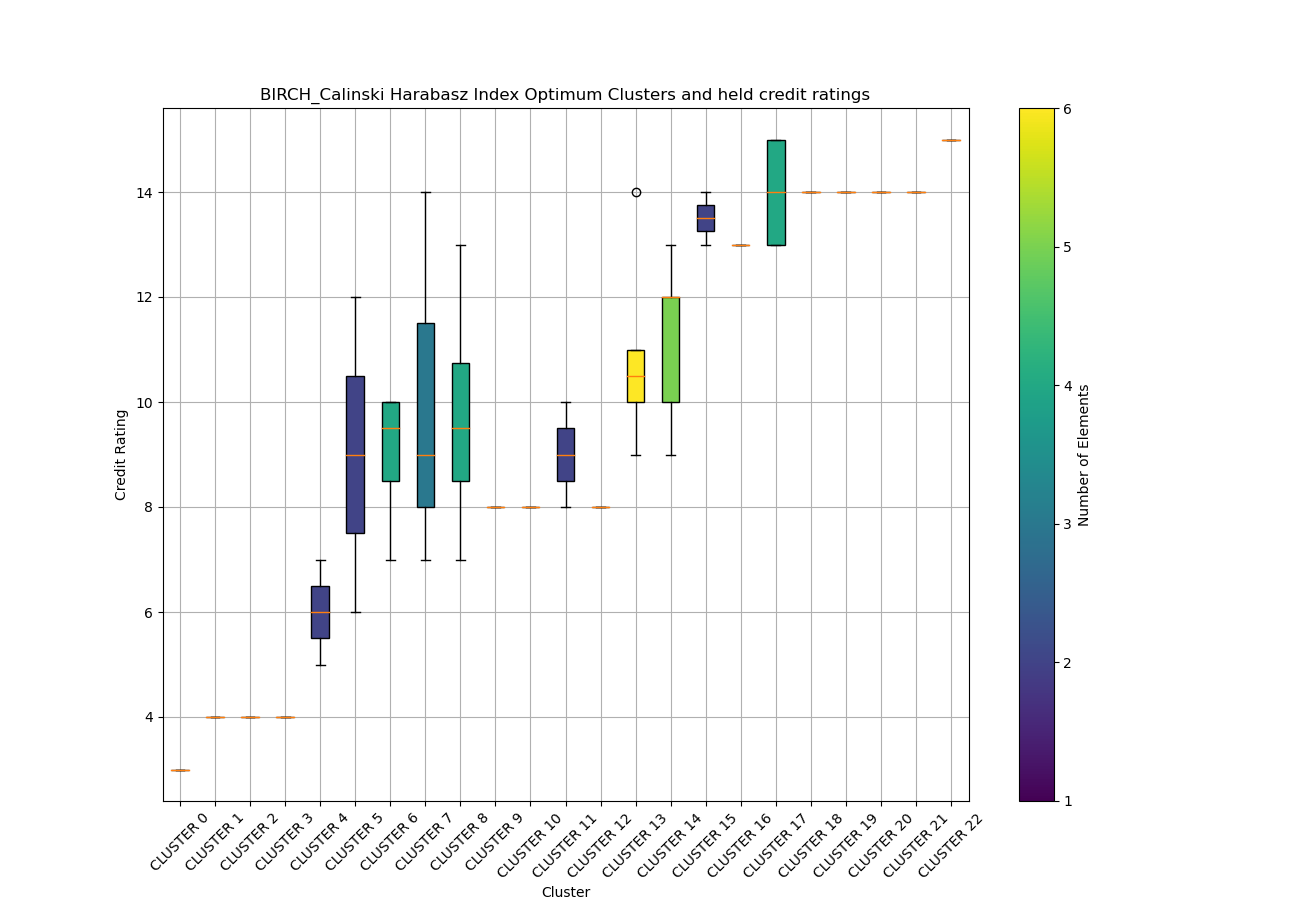 BIRCH_Calinski Harabasz Index Optimum Clusters and held credit ratings
14
12
10
8
6
4
Credit Rating
CLUSTER 0
CLUSTER 1
CLUSTER 2
CLUSTER 3
CLUSTER 4
CLUSTER 5
CLUSTER 6
CLUSTER 7
CLUSTER 8
CLUSTER 9
CLUSTER 10
CLUSTER 11
CLUSTER 12
CLUSTER 13
CLUSTER 14
CLUSTER 15
CLUSTER 16
CLUSTER 17
CLUSTER 18
CLUSTER 19
CLUSTER 20
CLUSTER 21
CLUSTER 22
Cluster
6
5
4
3
2
1
Number of Elements